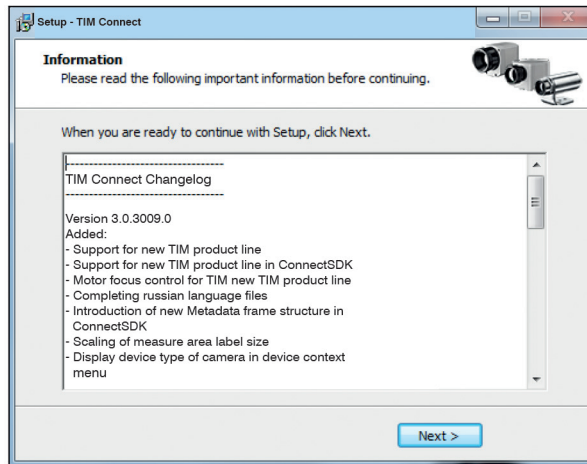 Setup - TIM Connect
Information
Please read the following important information before continuing.
When you are ready to continue with Setup, click Next.
---------------------------------
TIM Connect Changelog
---------------------------------
Version 3.0.3009.0
Added:
- Support for new TIM product line
- Support for new TIM product line in ConnectSDK
- Motor focus control for TIM new TIM product line
- Completing russian language files
- Introduction of new Metadata frame structure in
ConnectSDK
- Scaling of measure area label size
- Display device type of camera in device context
menu
Next >